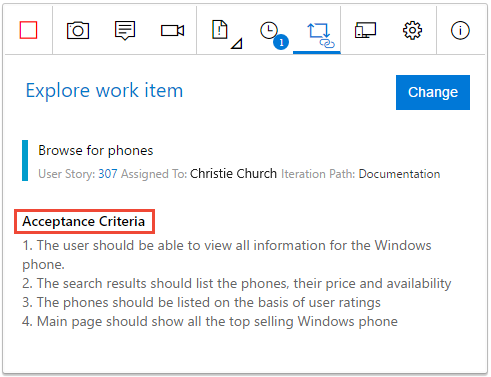 1
Explore work item
Change
Browse for phones
User Story: 307 Assigned To: Christie Church Iteration Path: Documentation
Acceptance Criteria
1. The user should be able to view all information for the Windows
phone.
2. The search results should list the phones, their price and availability
3. The phones should be listed on the basis of user ratings
4. Main page should show all the top selling Windows phone